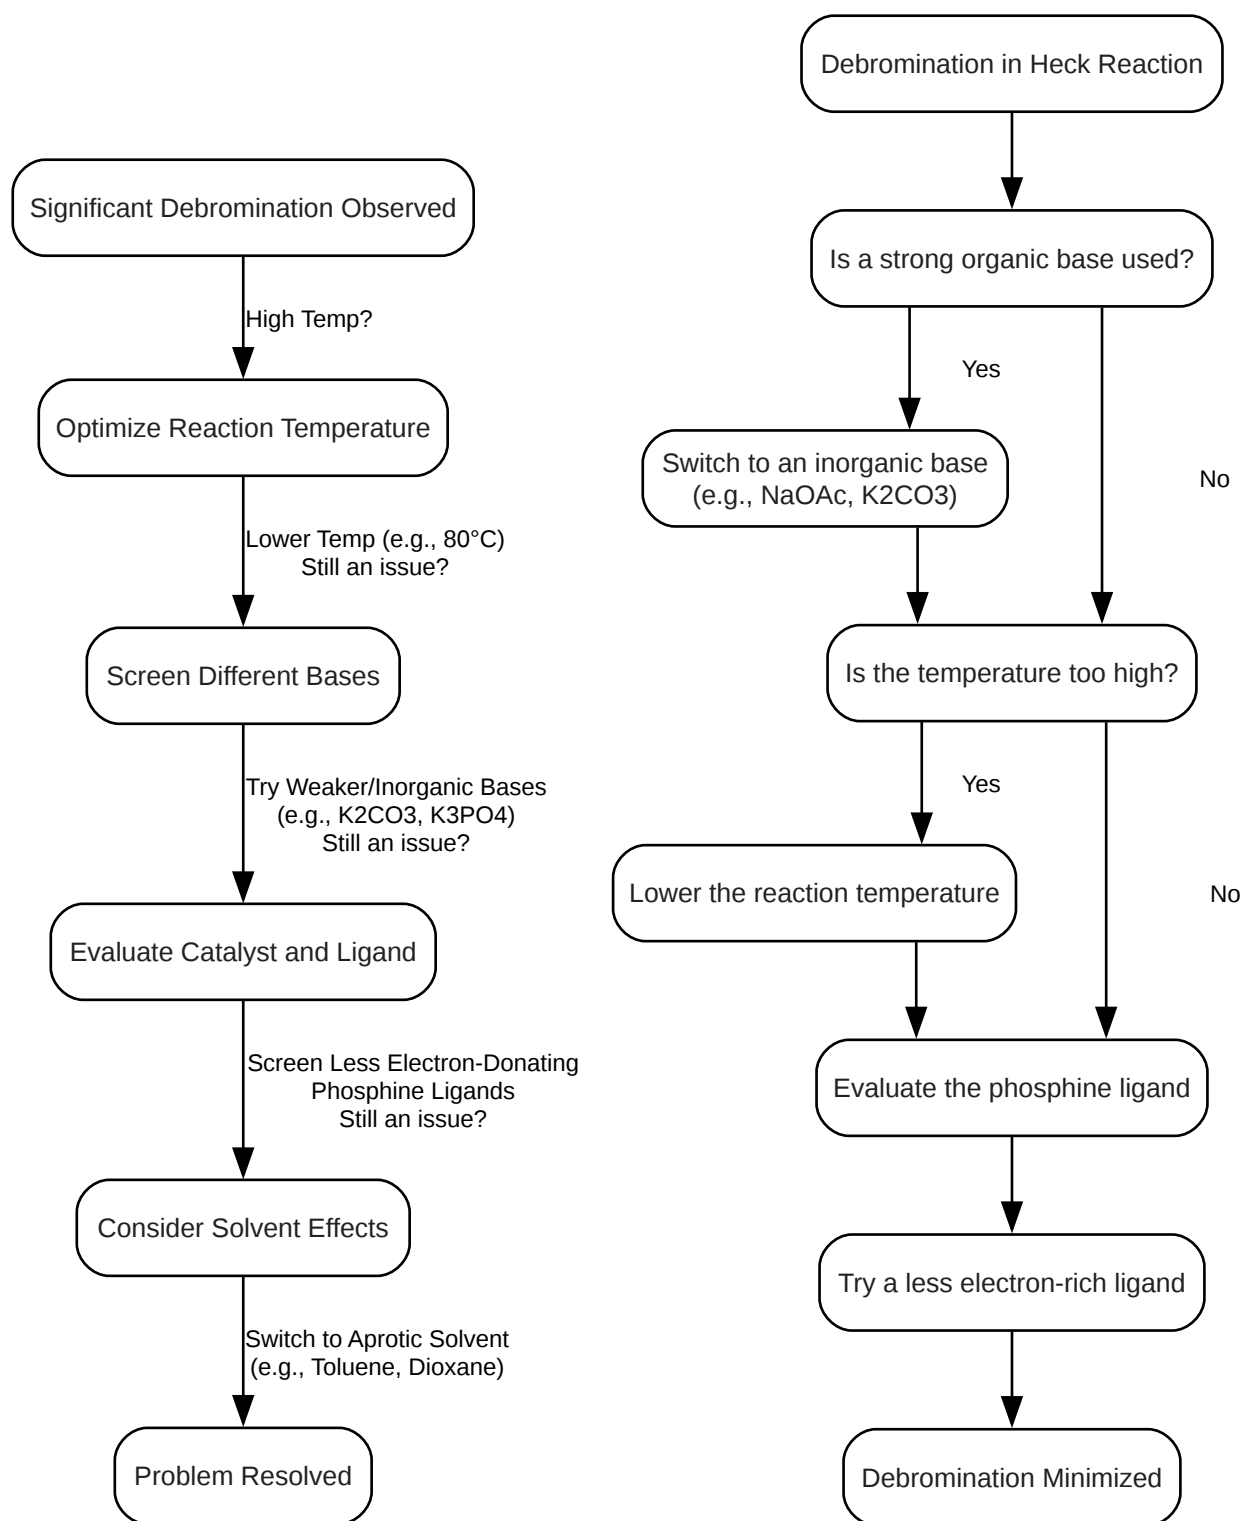 Significant Debromination Observed
High Temp?
Optimize Reaction Temperature
Lower Temp (e.g., 80°C)
Still an issue?
Screen Different Bases
Try Weaker/Inorganic Bases
(e.g., K2CO3, K3PO4)
Still an issue?
Evaluate Catalyst and Ligand
Screen Less Electron-Donating
Phosphine Ligands
Still an issue?
Consider Solvent Effects
Switch to Aprotic Solvent
(e.g., Toluene, Dioxane)
Problem Resolved
Debromination in Heck Reaction
Is a strong organic base used?
Yes
Switch to an inorganic base
(e.g., NaOAc, K2CO3)
No
Is the temperature too high?
Yes
Lower the reaction temperature
No
Evaluate the phosphine ligand
Try a less electron-rich ligand
Debromination Minimized